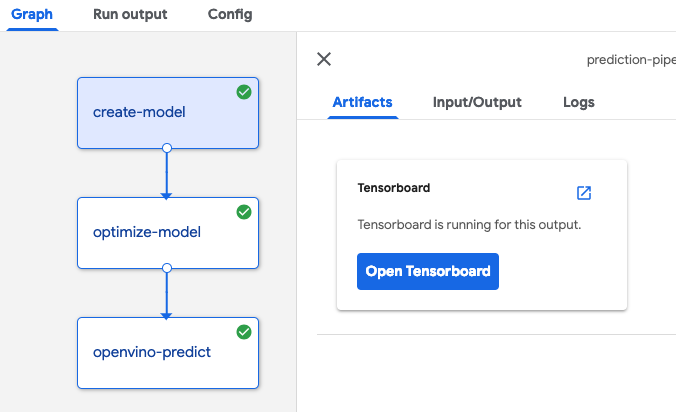 Graph Run output Config
prediction-pipe
Artifacts Input/Output Logs
create-model
optimize-model
openvino-predict
Tensorboard
Tensorboard is running for this output.
Open Tensorboard